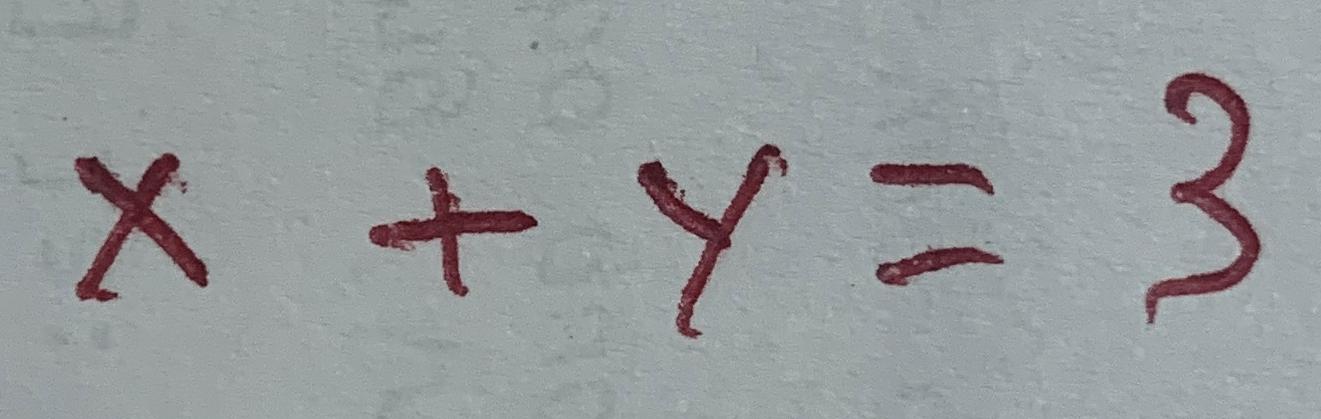 x + y = 3